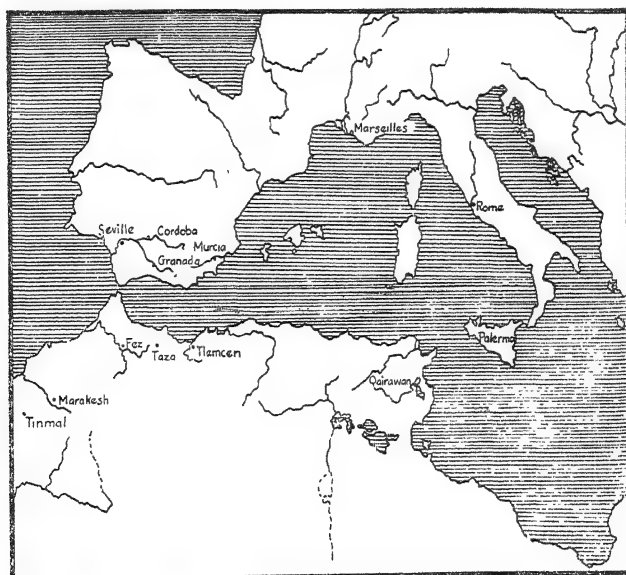 Marseilles
Rome
Seville
Cordoba
Murcia
Granada
Palermo
Fez
Taza
Tlamcen
Qairawan
Marakesh
Tinmal